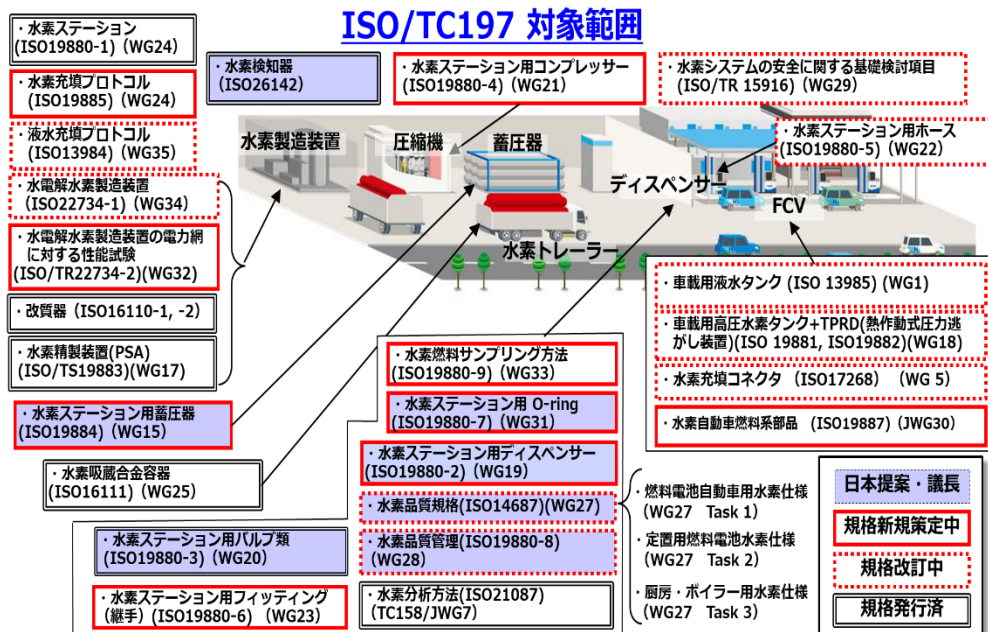 ISO/TC197 対象範囲
・水素ステーション
(ISO19880-1)（WG24）
・水素充填プロトコル
(ISO19885)（WG24）
・液水充填プロトコル
(ISO13984)（WG35）
・水電解水素製造装置
(ISO22734-1)（WG34）
・水電解水素製造装置の電力網
に対する性能試験
(ISO/TR22734-2)(WG32)
・改質器（ISO16110-1, -2）
・水素精製装置(PSA)
(ISO/TS19883)(WG17)
・水素ステーション用蓄圧器
(ISO19884)（WG15）
・水素吸蔵合金容器
(ISO16111)（WG25）
・水素ステーション用バルブ類
(ISO19880-3)（WG20）
・水素ステーション用フィッティング
（継手）(ISO19880-6) （WG23）
・水素検知器
(ISO26142)
・水素ステーション用コンプレッサー
(ISO19880-4)（WG21）
・水素システムの安全に関する基礎検討項目
(ISO/TR 15916)（WG29）
・水素ステーション用ホース
(ISO19880-5)（WG22）
水素製造装置
圧縮機
蓄圧器
ディスペンサー
FCV
水素トレーラー
・車載用液水タンク (ISO 13985) (WG1)
・車載用高圧水素タンク+TPRD(熱作動式圧力逃
がし装置)(ISO 19881, ISO19882)(WG18)
・水素充填コネクタ （ISO17268）（WG 5）
・水素自動車燃料系部品 （ISO19887）(JWG30)
・水素燃料サンプリング方法
(ISO19880-9)（WG33）
・水素ステーション用 O-ring
(ISO19880-7)（WG31）
・水素ステーション用ディスペンサー
(ISO19880-2)（WG19）
・水素品質規格(ISO14687)(WG27)
・水素品質管理(ISO19880-8)
(WG28)
・水素分析方法(ISO21087)
(TC158/JWG7)
・燃料電池自動車用水素仕様
(WG27 Task 1）
・定置用燃料電池水素仕様
(WG27 Task 2）
・厨房・ボイラー用水素仕様
(WG27 Task 3）
日本提案・議長
規格新規策定中
規格改訂中
規格発行済